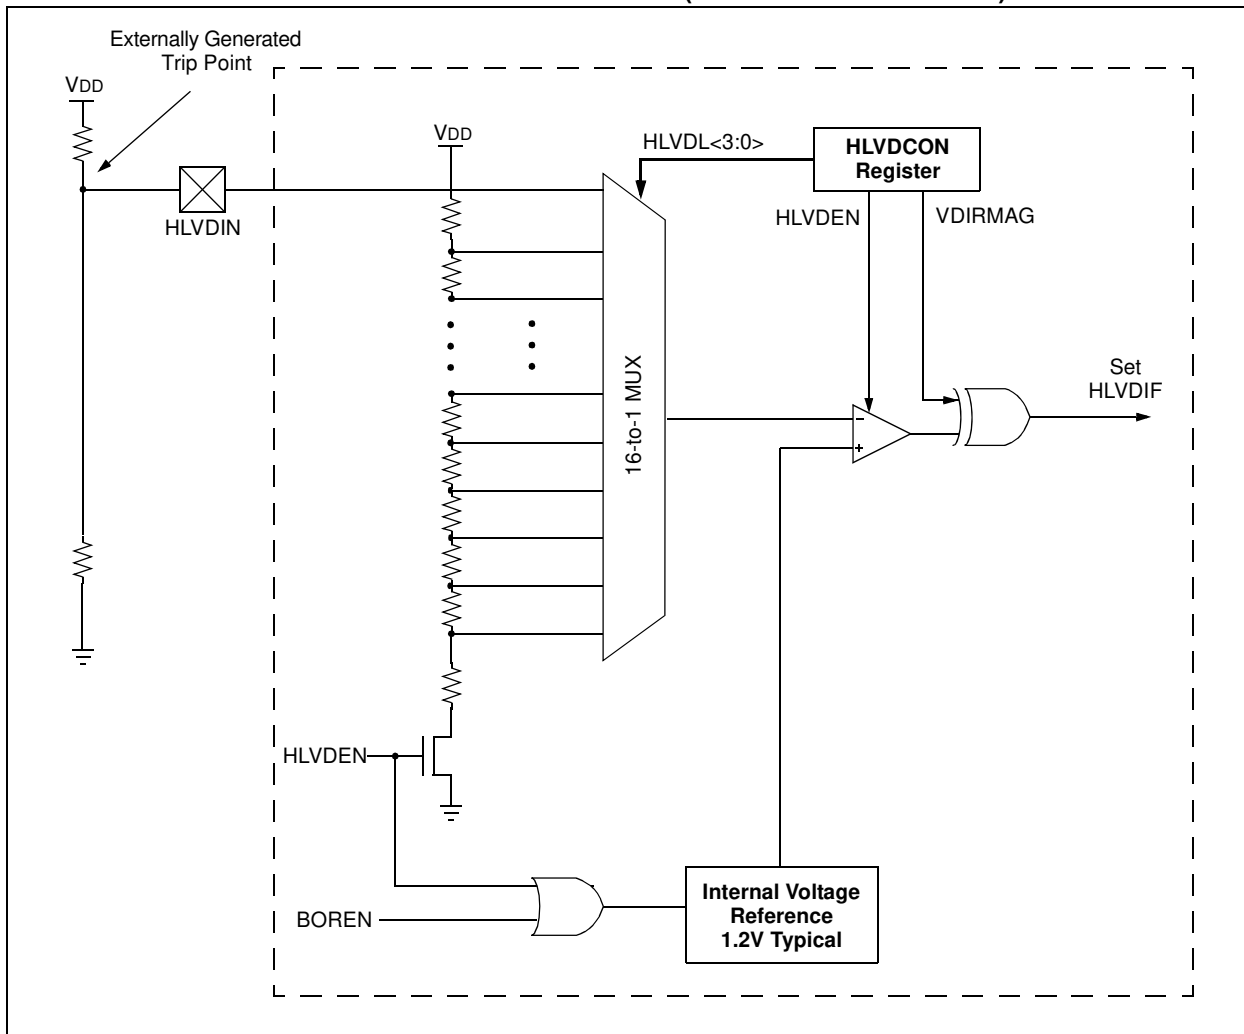 Externally Generated
Trip Point
VDD
VDD
HLVDIN
HLVDL<3:0>
HLVDCON
Register
HLVDEN
VDIRMAG
16-to-1 MUX
Set
HLVDIF
HLVDEN
BOREN
Internal Voltage
Reference
1.2V Typical